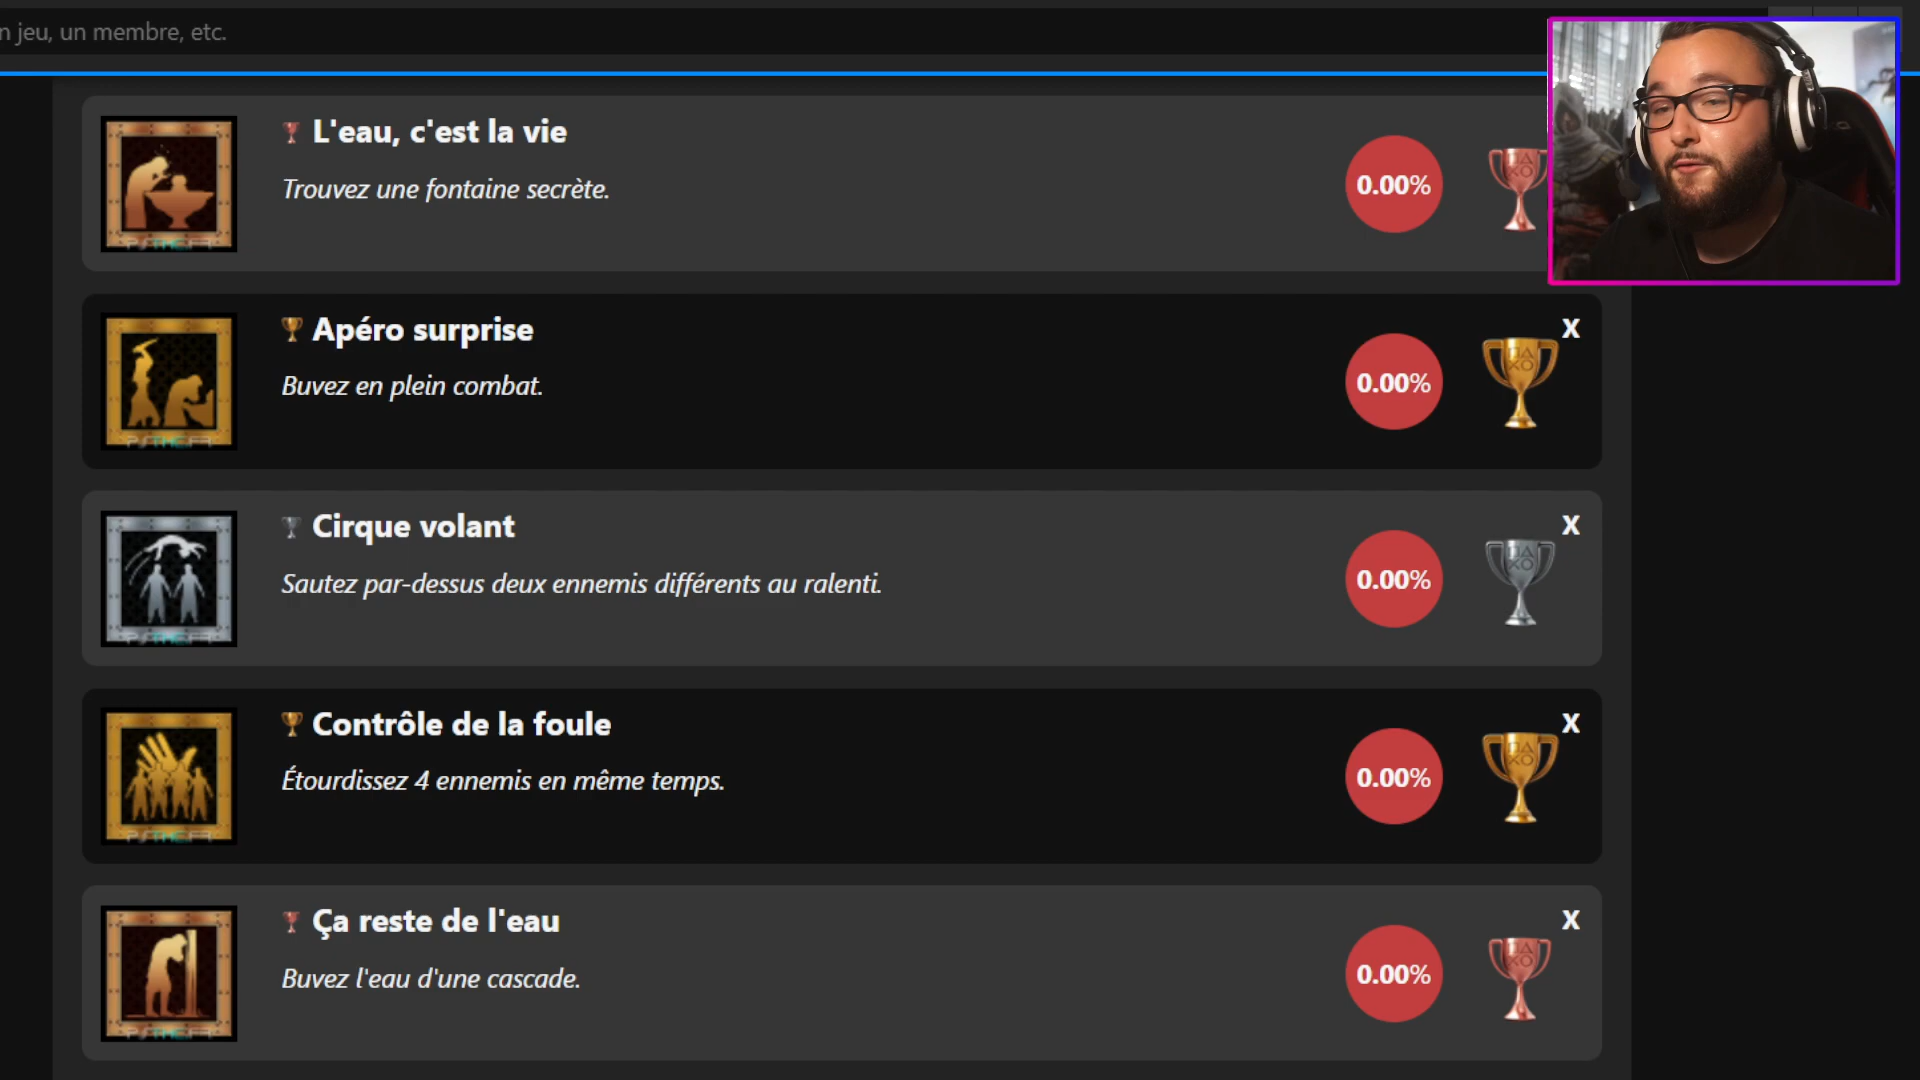 n jeu, un membre, etc.
L'eau, c'est la vie
Trouvez une fontaine secrète.
0.00%
Apéro surprise
Buvez en plein combat.
0.00%
X
Cirque volant
Sautez par-dessus deux ennemis différents au ralenti.
0.00%
X
Contrôle de la foule
Étourdissez 4 ennemis en même temps.
0.00%
X
Ça reste de l'eau
Buvez l'eau d'une cascade.
0.00%
X